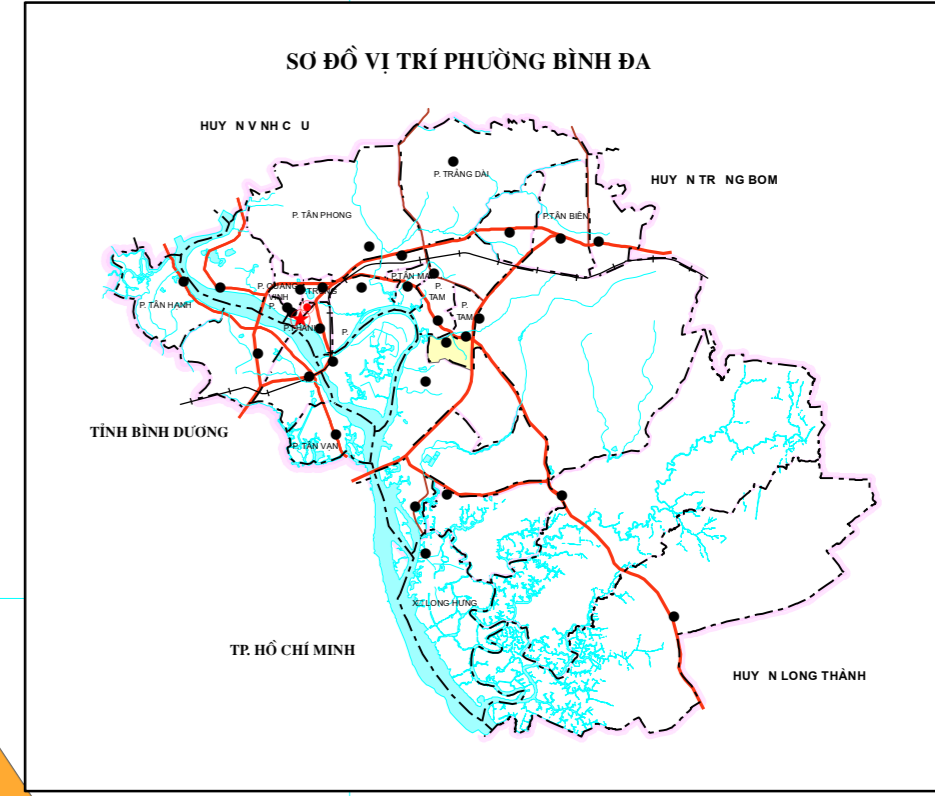 SƠ ĐỒ VỊ TRÍ PHƯỜNG BÌNH ĐA
HUY N V NH C U
P. TRẢNG DÀI
HUY N TR NG BOM
P. TÂN PHONG
P.TÂN BIÊN
P.TÂN MAI
P. QUANG
VINH
P. TÂN HẠNH
P.
TAM
P.
TAM
P.
P.
TỈNH BÌNH DƯƠNG
P. TÂN VẠN
LONG HƯNG
TP. HỒ CHÍ MINH
HUY N LONG THÀNH